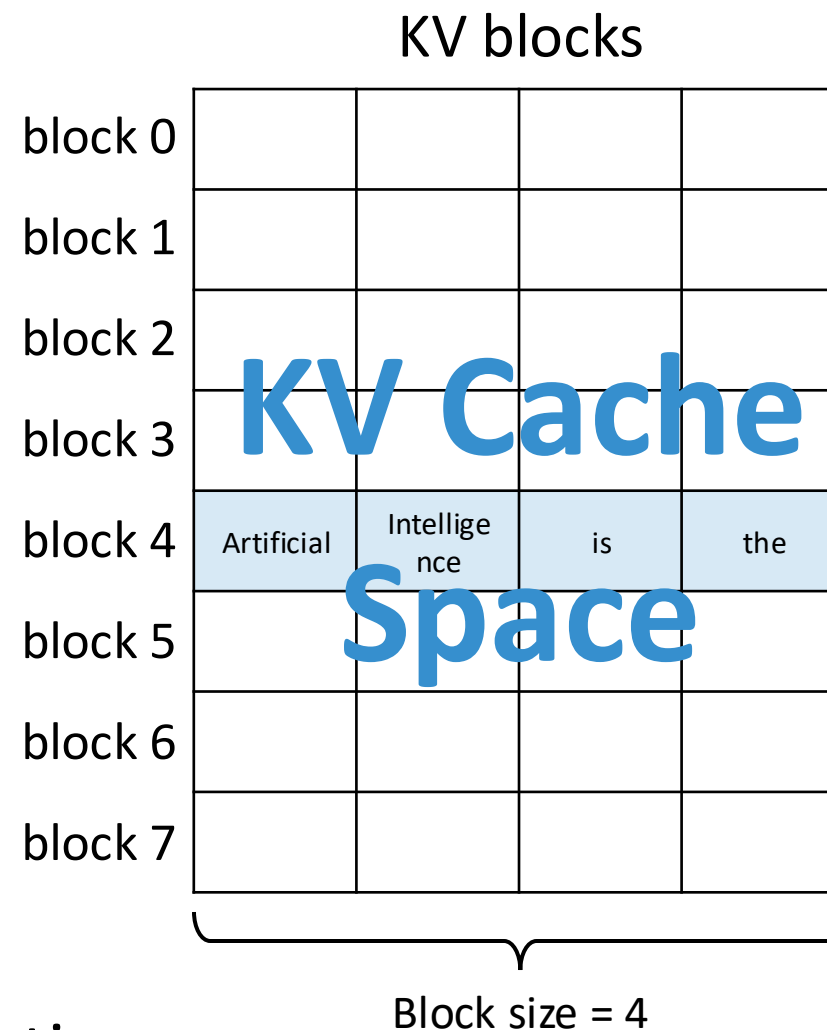 KV blocks
block 0
block 1
block 2
KV Cache
block 3
block 4
Artificial
Intellige
nce
is
the
Space
block 5
block 6
block 7
Block size = 4